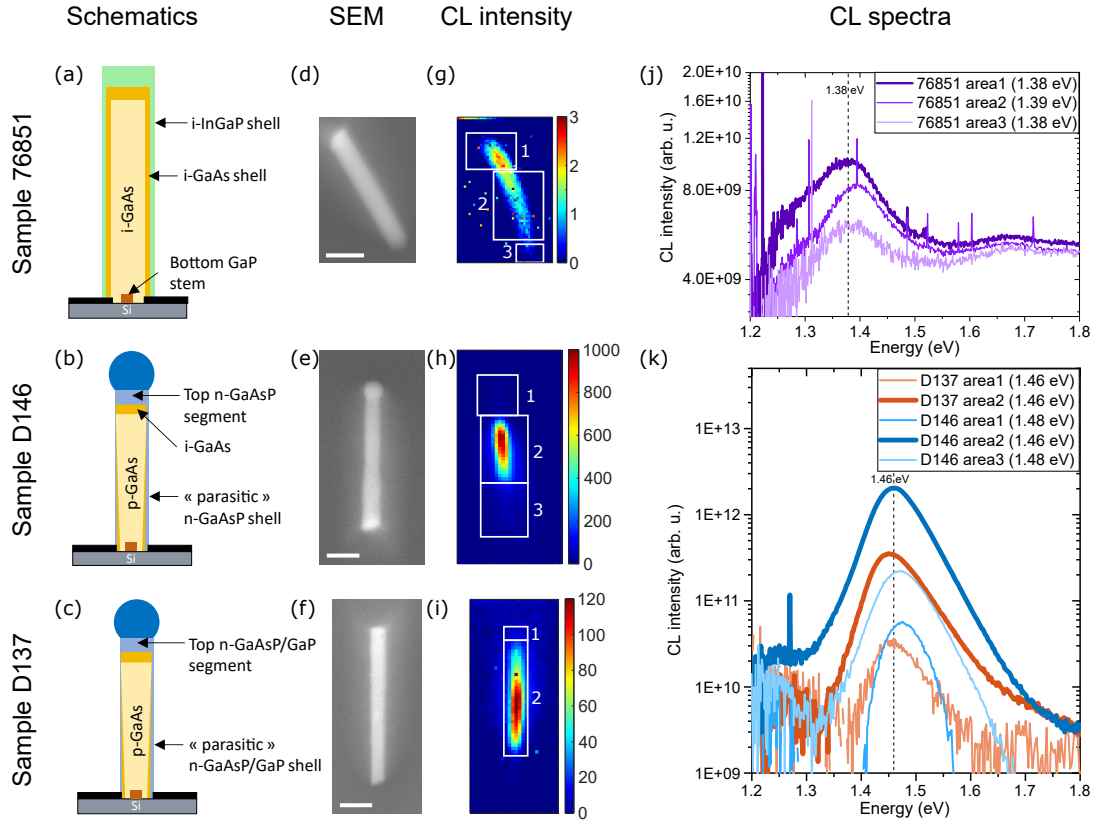 Schematics
SEM
CL intensity
CL spectra
Sample 76851
(a)
i-InGaP shell
i-GaAs shell
i-GaAs
Bottom GaP
stem
Si
(d)
(g)
1
2
3
3
2
1
0
(j)
2.0E+10
1.2E+10
8.0E+09
4.0E+09
CL intensity (arb. u.)
1.38 eV
76851 area1 (1.38 eV)
76851 area2 (1.39 eV)
76851 area3 (1.38 eV)
1.2
1.3
1.4
1.5
1.6
1.7
1.8
Energy (eV)
Sample D146
(b)
Top n-GaAsP
segment
i-GaAs
p-GaAs
« parasitic »
n-GaAsP shell
Si
(e)
(h)
1
2
3
1000
800
600
400
200
0
(k)
1E+13
1E+12
1E+11
1E+10
1E+09
CL intensity (arb. u.)
D137 area1 (1.46 eV)
D137 area2 (1.46 eV)
D146 area1 (1.48 eV)
D146 area2 (1.46 eV)
D146 area3 (1.48 eV)
1.46 eV
1.2
1.3
1.4
1.5
1.6
1.7
1.8
Energy (eV)
Sample D137
(c)
Top n-GaAsP/GaP
segment
p-GaAs
« parasitic »
n-GaAsP/GaP shell
Si
(f)
(i)
1
2
120
100
80
60
40
20
0